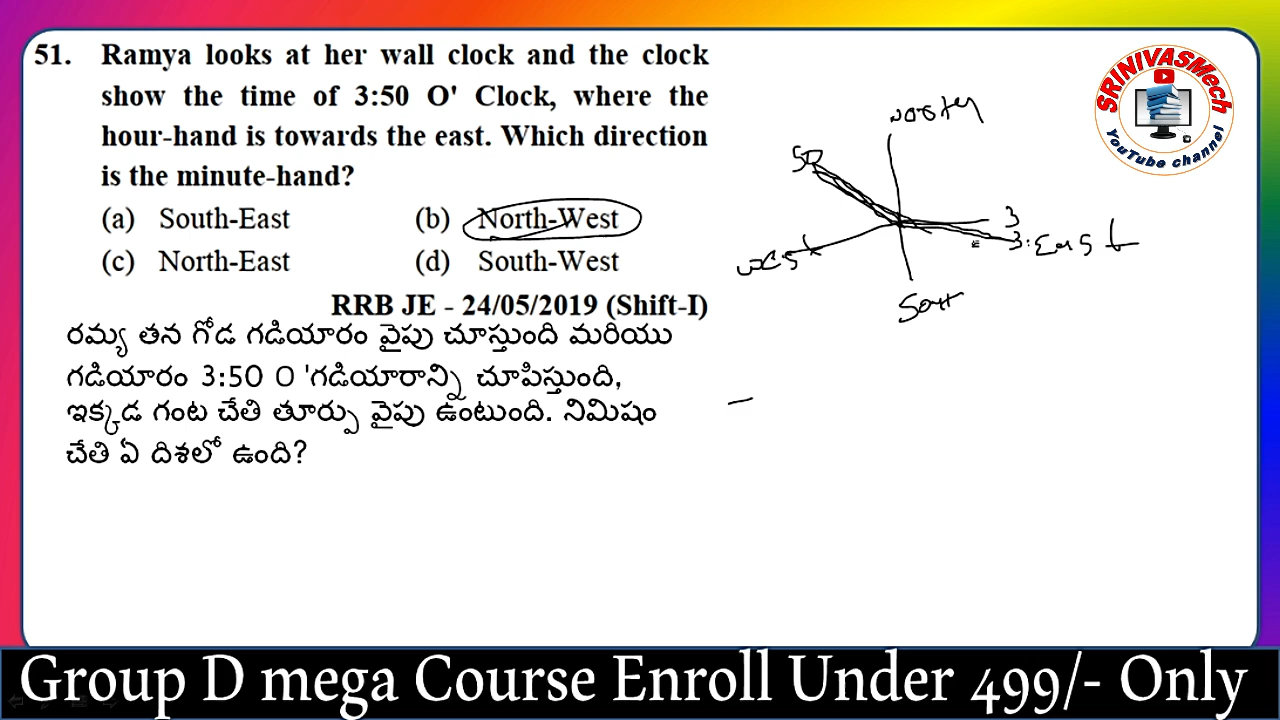 51. Ramya looks at her wall clock and the clock
show the time of 3:50 O' Clock, where the
hour-hand is towards the east. Which direction
is the minute-hand?
(a) South-East (b) North-West
(c) North-East (d) South-West
RRB JE - 24/05/2019 (Shift-I)
రమ్య తన గోడ గడియారం వైపు చూస్తుంది మరియు
గడియారం 3:50 O 'గడియారాన్ని చూపిస్తుంది,
ఇక్కడ గంట చేతి తూర్పు వైపు ఉంటుంది. నిమిషం
చేతి ఏ దిశలో ఉంది?
50
3
3: East
west
SRINIVASMech
YouTube channel
Group D mega Course Enroll Under 499/- Only